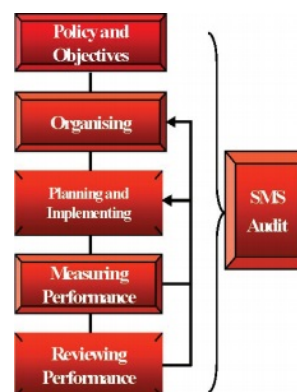 Policy and
Objectives
Organising
Planning and
Implementing
Measuring
Performance
Reviewing
Performance
SMS
Audit